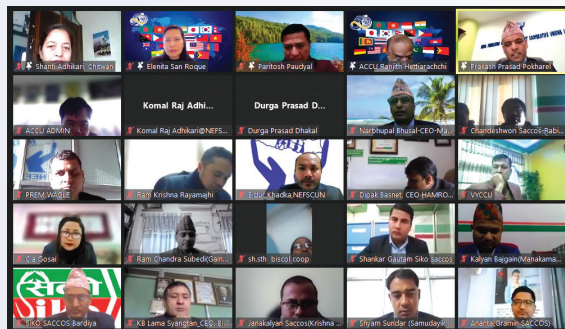 Shanti Adhikari, Chitwan
Elenita San Roque
Paritosh Paudyal
ACCU Ranjith Hettiarachchi
Prakash Prasad Pokharel
ACCU ADMIN
Komal Raj Adhi...
Komal Raj Adhikari@NEFS...
Durga Prasad D...
Durga Prasad Dhakal
Narbhupal Bhusal-CEO-Ma...
Chandeshwori Saccos-Rabi...
PREM WAGLE
Ram Krishna Rayamajhi
Bidur Khadka,NEFSCUN
Dipak Basnet, CEO HAMRO...
VYCCU
Gosai
Ram Chandra Subedi(Gain...
sh.sth biscol coop
Shankar Gautam Siko saccos
Kalyan Bajgain(Manakama...
SIKO SACCOS Bardiya
KB Lama Syangtan_CEO-Bi...
Janakalyan Saccos(Krishna ...
Shyam Sundar (Samudayik...
Ananta Gramin SACCOS)